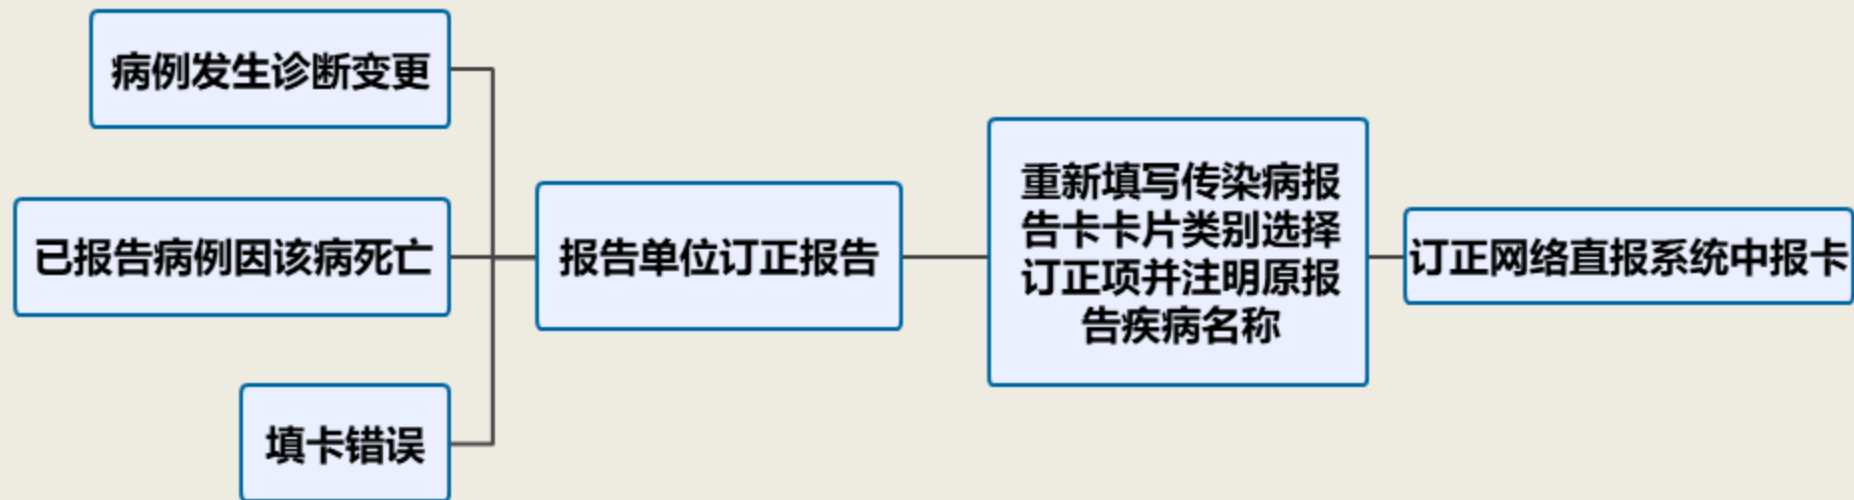 病例发生诊断变更
已报告病例因该病死亡
填卡错误
报告单位订正报告
重新填写传染病报
告卡卡片类别选择
订正项并注明原报
告疾病名称
订正网络直报系统中报卡